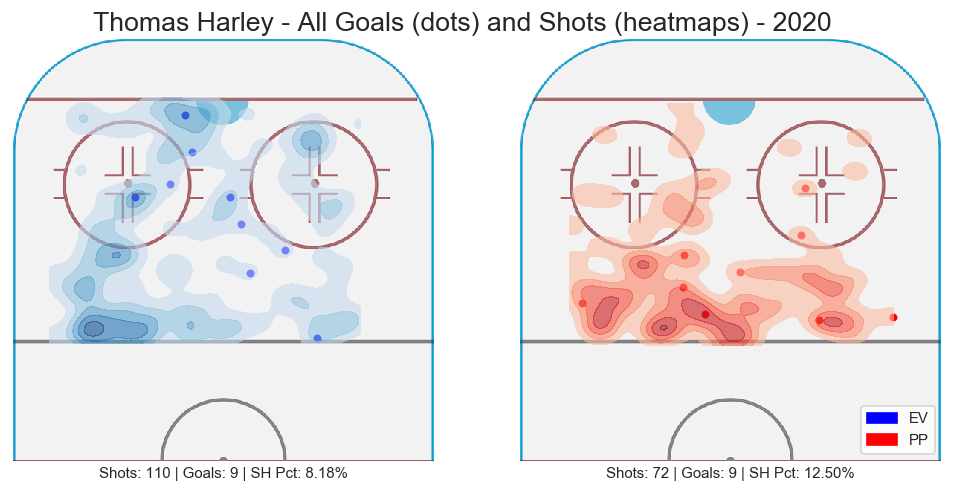 Thomas Harley - All Goals (dots) and Shots (heatmaps) - 2020
EV
PP
Shots: 110 | Goals: 9 | SH Pct: 8.18%
Shots: 72 | Goals: 9 | SH Pct: 12.50%